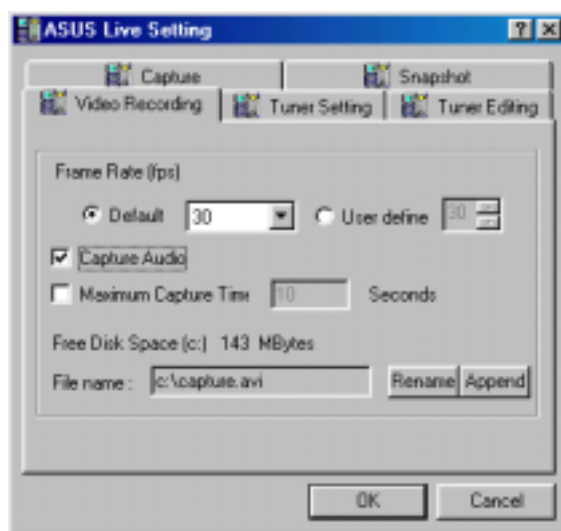 ASUS Live Setting
Capture
Snapshot
Video Recording
Tuner Setting
Tuner Editing
Frame Rate (fps)
Default 30 User define 30
Capture Audio
Maximum Capture Time 10 Seconds
Free Disk Space (c:) 143 MBytes
File name : c:\capture.avi Rename Append
OK Cancel